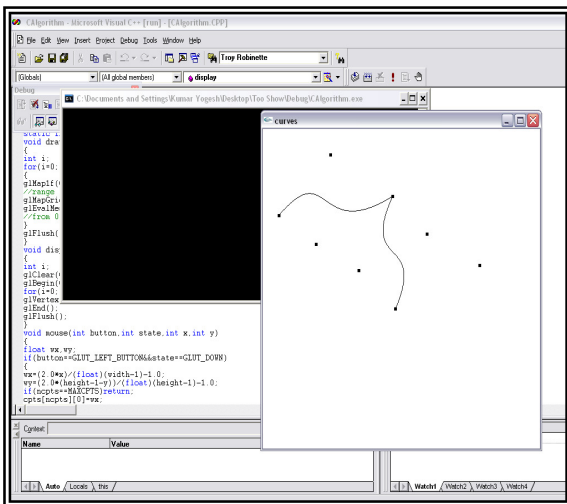 CAlgorithm - Microsoft Visual C++ [run] - [CAlgorithm.CPP]
File Edit View Insert Project Debug Tools Window Help
Troy Robinette
(Globals)
(All global members)
display
Debug
C:\Documents and Settings\Kumar Yogesh\Desktop\Too Show\Debug\CAlgorithm.exe
curves
void dra
{
int i;
for(i=0;
{
glMap1f(
//range
glMapGri
glEvalMe
//from 0
}
glFlush(
}
void dis
{
int i;
glClear(
glBegin(
for(i=0;
glVertex
glEnd();
glFlush();
}
void mouse(int button,int state,int x,int y)
{
float wx,wy;
if(button==GLUT_LEFT_BUTTON&&state==GLUT_DOWN)
{
wx=(2.0*x)/(float)(width-1)-1.0;
wy=(2.0*(height-1-y))/(float)(height-1)-1.0;
if(ncpts==MAXCPTS)return;
cpts[ncpts][0]=wx;
Context:
Name Value
Auto Locals this
Watch1 Watch2 Watch3 Watch4